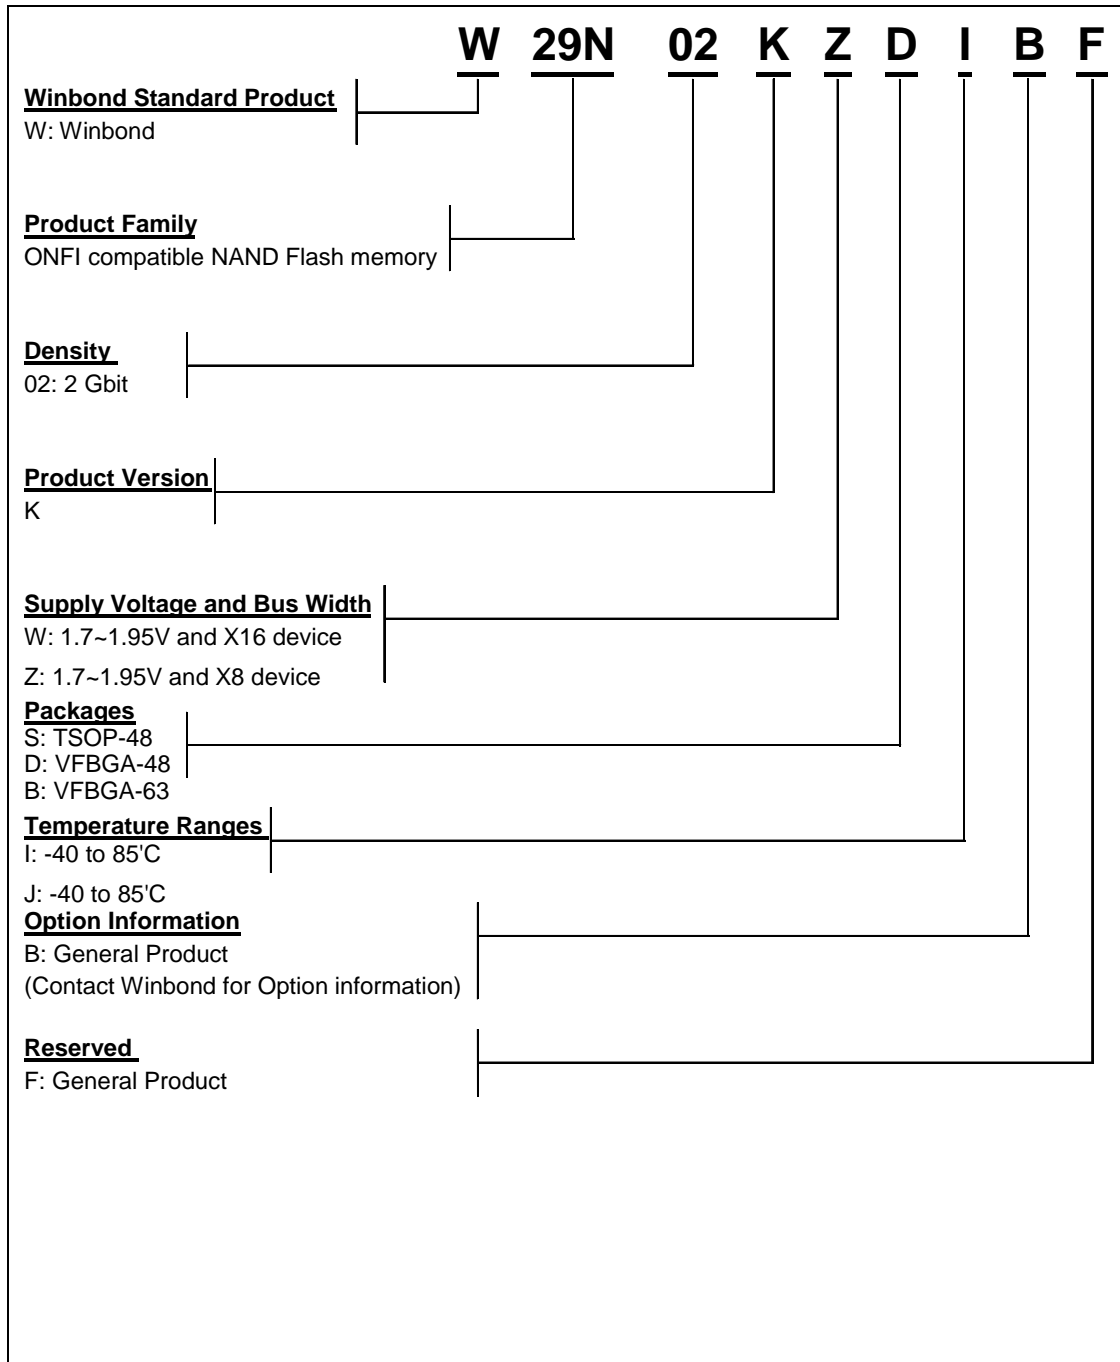 W 29N 02 K Z D I B F
Winbond Standard Product
W: Winbond
Product Family
ONFI compatible NAND Flash memory
Density
02: 2 Gbit
Product Version
K
Supply Voltage and Bus Width
W: 1.7~1.95V and X16 device
Z: 1.7~1.95V and X8 device
Packages
S: TSOP-48
D: VFBGA-48
B: VFBGA-63
Temperature Ranges
I: -40 to 85'C
J: -40 to 85'C
Option Information
B: General Product
(Contact Winbond for Option information)
Reserved
F: General Product